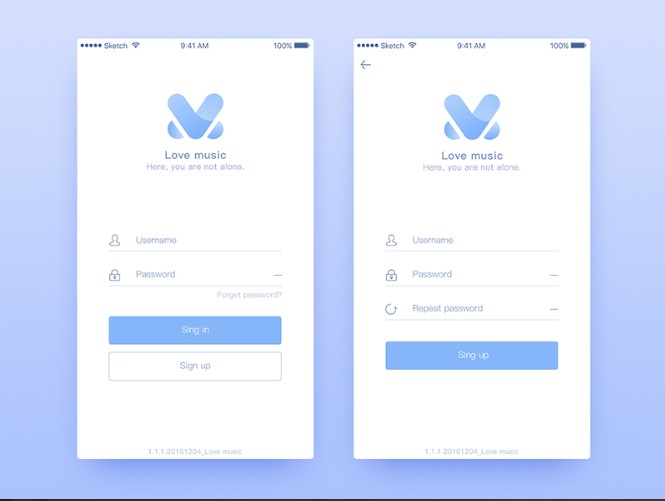 Sketch 9:41 AM 100%
Love music
Here, you are not alone.
Username
Password
Forget password?
Sing in
Sign up
1.1.1.20161204_Love music
Sketch 9:41 AM 100%
Love music
Here, you are not alone.
Username
Password
Repeat password
Sing up
1.1.1.20161204_Love music